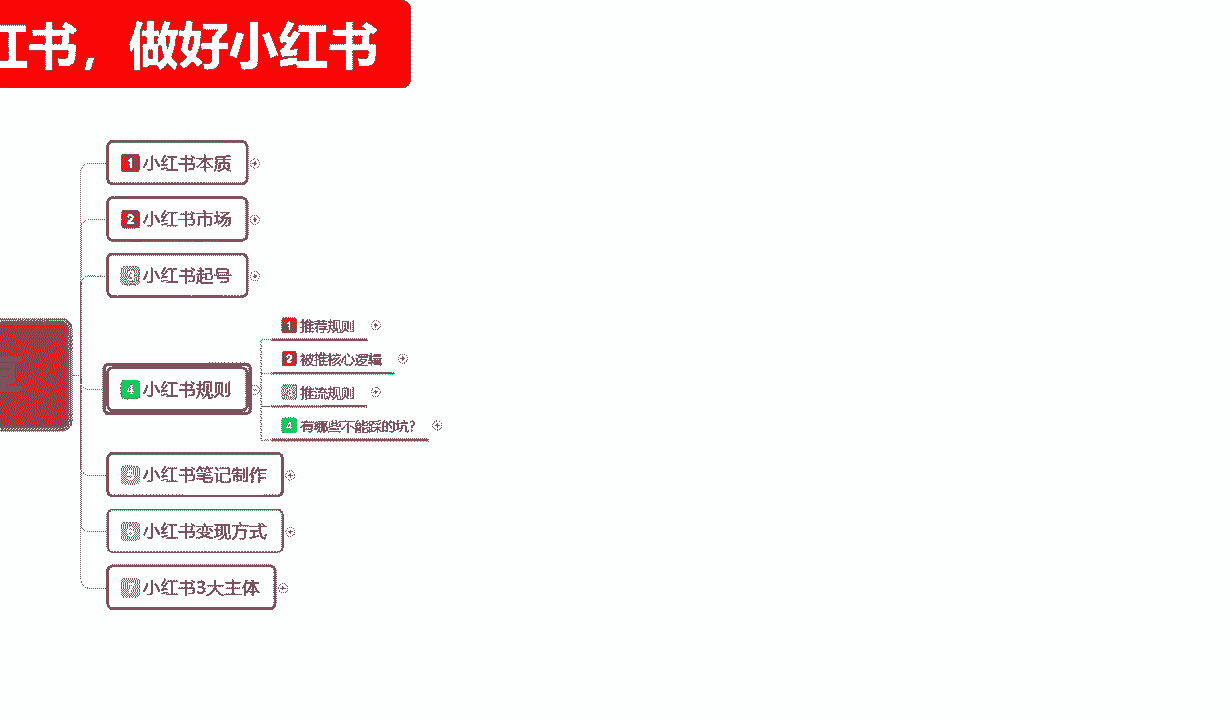 红书，做好小红书
1 小红书本质
2 小红书市场
3 小红书起号
4 小红书规则
1 推荐规则
2 被推核心逻辑
3 推流规则
4 有哪些不能踩的坑？
5 小红书笔记制作
6 小红书变现方式
7 小红书3大主体